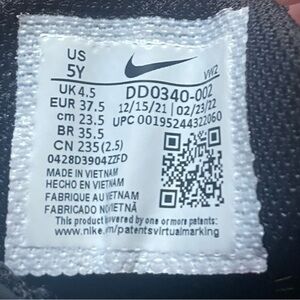 US
5Y
VW2
UK 4.5
EUR 37.5
cm 23.5
BR 35.5
CN 235(2.5)
DD0340-002
12/15/21 | 02/23/22
UPC 00195244322060
0428D3904ZZFD
MADE IN VIETNAM
HECHO EN VIETNAM
FABRIQUE AU VIETNAM
FABRICADO NO VIETNÃ
This product is covered by one or more patents:
www.nike.com/patentsvirtualmarking